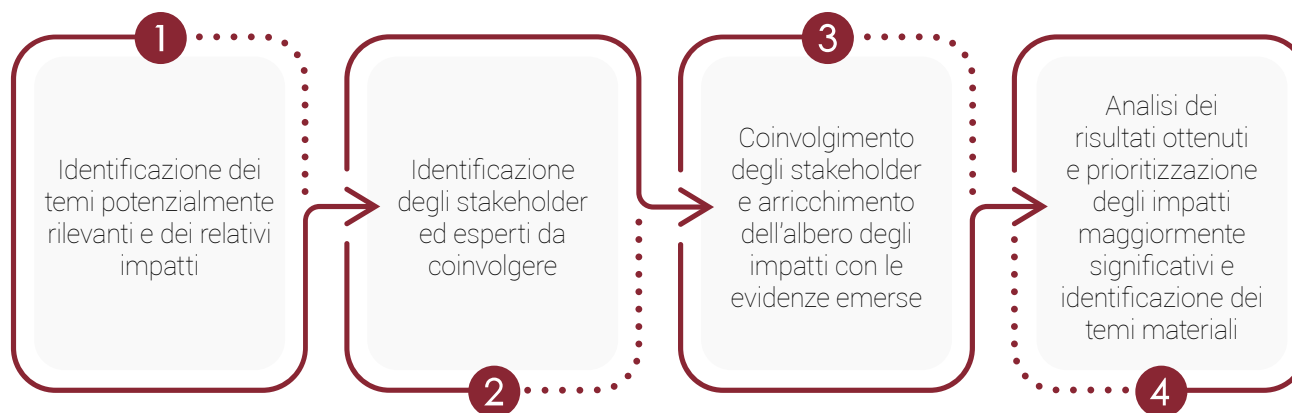 1
Identificazione dei
temi potenzialmente
rilevanti e dei relativi
impatti
2
Identificazione
degli stakeholder
ed esperti da
coinvolgere
3
Coinvolgimento
degli stakeholder
e arricchimento
dell'albero degli
impatti con le
evidenze emerse
4
Analisi dei
risultati ottenuti
e prioritizzazione
degli impatti
maggiormente
significativi e
identificazione dei
temi materiali